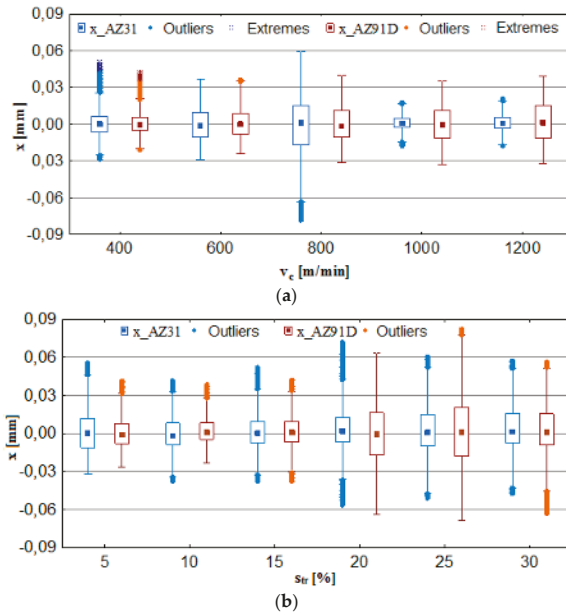 (a)
0,09
x_AZ31 Outliers Extremes x_AZ91D Outliers Extremes
0,06
0,03
0,00
0,03
-0,06
-0,09
x [mm]
400 600 800 1000 1200
v_c [m/min]
(a)
0,09
x_AZ31 Outliers x_AZ91D Outliers
0,06
0,03
0,00
-0,03
-0,06
-0,09
x [mm]
5 10 15 20 25 30
s_tr [%]
(b)